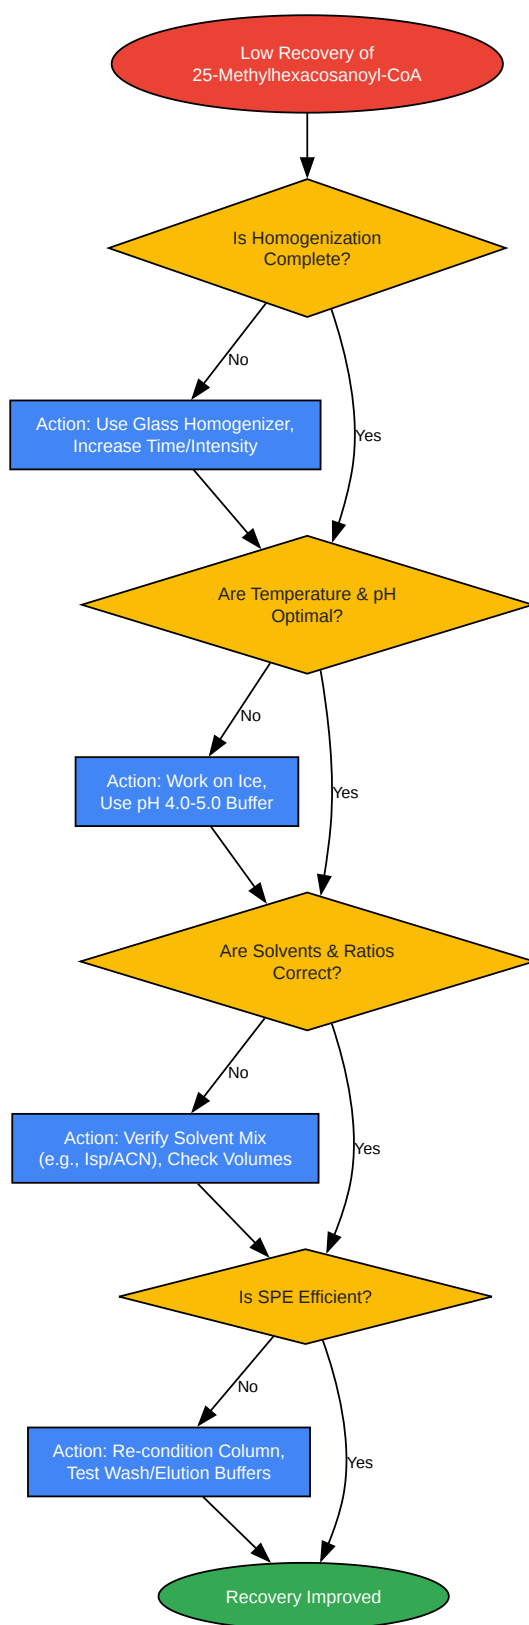 Low Recovery of
25-Methylhexacosanoyl-CoA
Is Homogenization
Complete?
No
Action: Use Glass Homogenizer,
Increase Time/Intensity
Yes
Are Temperature & pH
Optimal?
No
Action: Work on Ice,
Use pH 4.0-5.0 Buffer
Yes
Are Solvents & Ratios
Correct?
No
Action: Verify Solvent Mix
(e.g., Isp/ACN), Check Volumes
Yes
Is SPE Efficient?
No
Action: Re-condition Column,
Test Wash/Elution Buffers
Yes
Recovery Improved